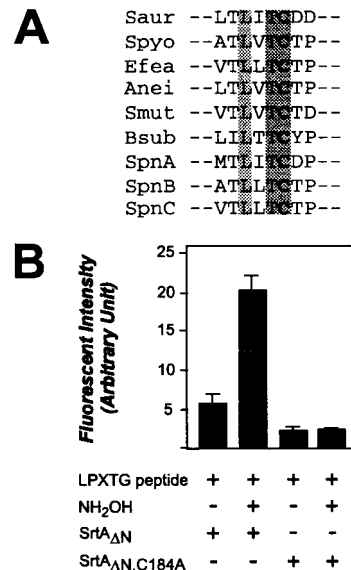 A
Saur --LTLITCDD--
Spyo --ATLVTCTP--
Efea --VTLLTCTP--
Anei --LTLVTCTP--
Smut --VTLVTCTD--
Bsub --LILTTCYP--
SpnA --MTLITCDP--
SpnB --ATLLTCTP--
SpnC --VTLLTCTP--
B
Fluorescent Intensity
(Arbitrary Unit)
25
20
15
10
5
LPXTG peptide + + + +
NH2OH - + - +
SrtAΔN + + - -
SrtAΔN,C184A - - + +